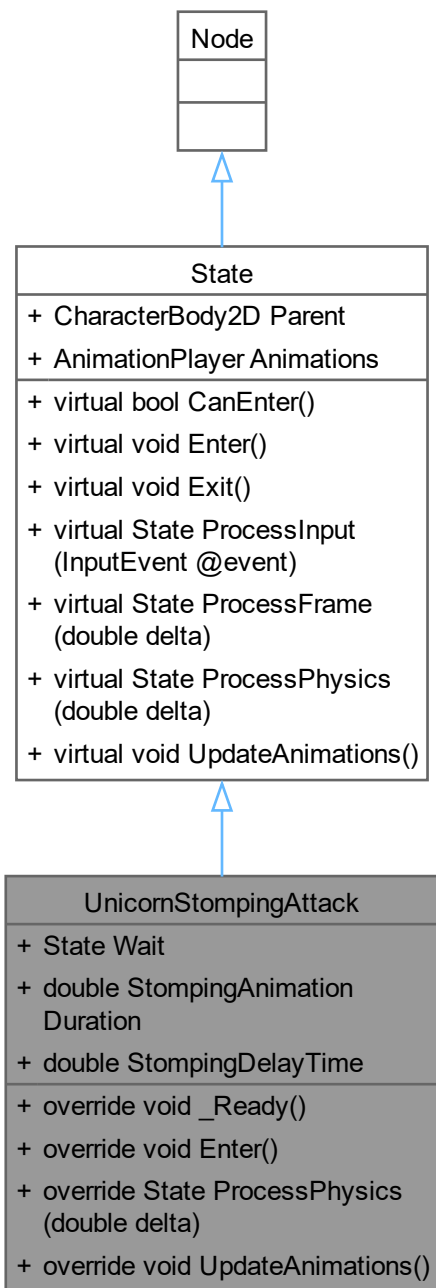 Node
State
+ CharacterBody2D Parent
+ AnimationPlayer Animations
+ virtual bool CanEnter()
+ virtual void Enter()
+ virtual void Exit()
+ virtual State ProcessInput
(InputEvent @event)
+ virtual State ProcessFrame
(double delta)
+ virtual State ProcessPhysics
(double delta)
+ virtual void UpdateAnimations()
UnicornStompingAttack
+ State Wait
+ double StompingAnimation
Duration
+ double StompingDelayTime
+ override void _Ready()
+ override void Enter()
+ override State ProcessPhysics
(double delta)
+ override void UpdateAnimations()